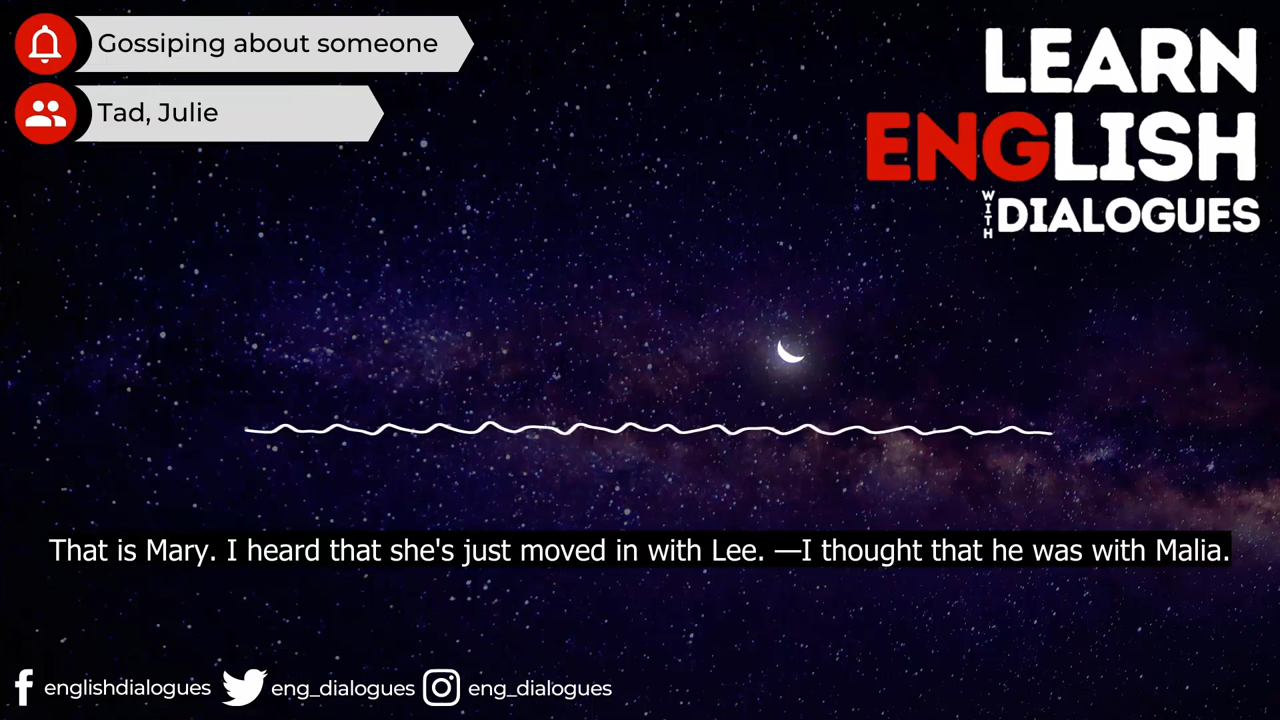 Gossiping about someone
Tad, Julie
LEARN
ENGLISH
WITH DIALOGUES
That is Mary. I heard that she's just moved in with Lee. —I thought that he was with Malia.
englishdialogues eng_dialogues eng_dialogues